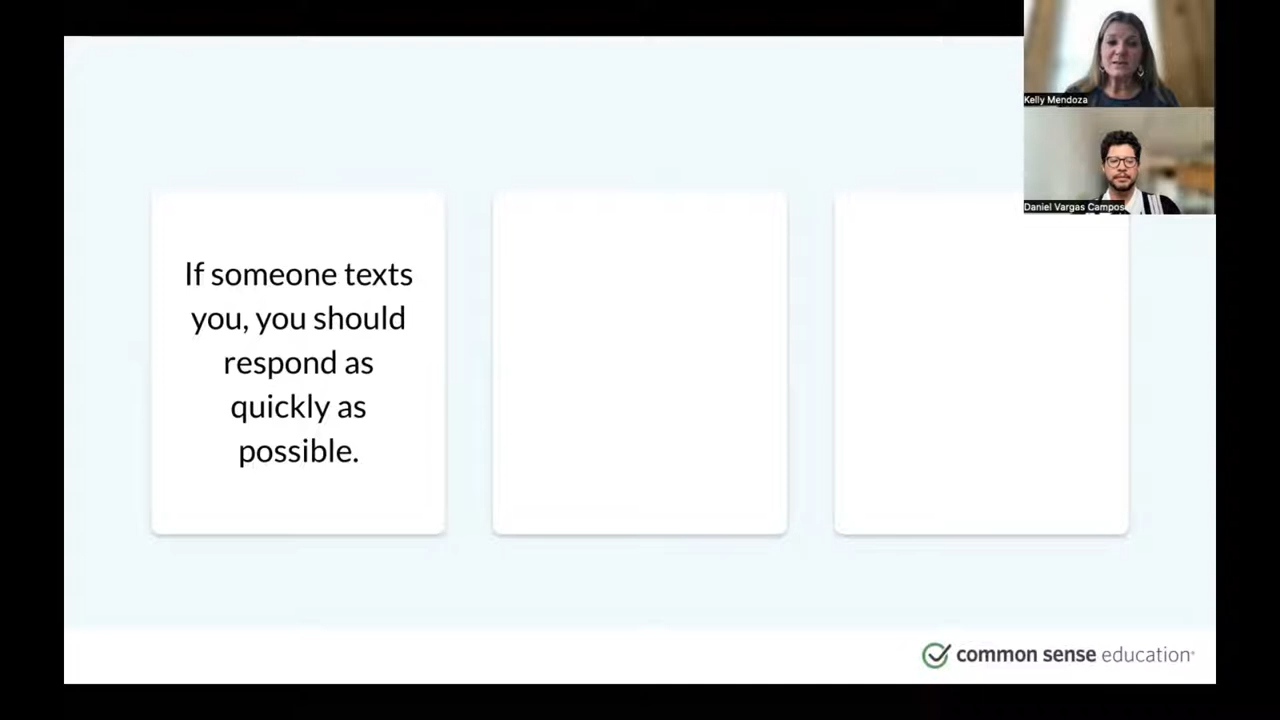 Kelly Mendoza
Daniel Vargas Campos
If someone texts
you, you should
respond as
quickly as
possible.
common sense education